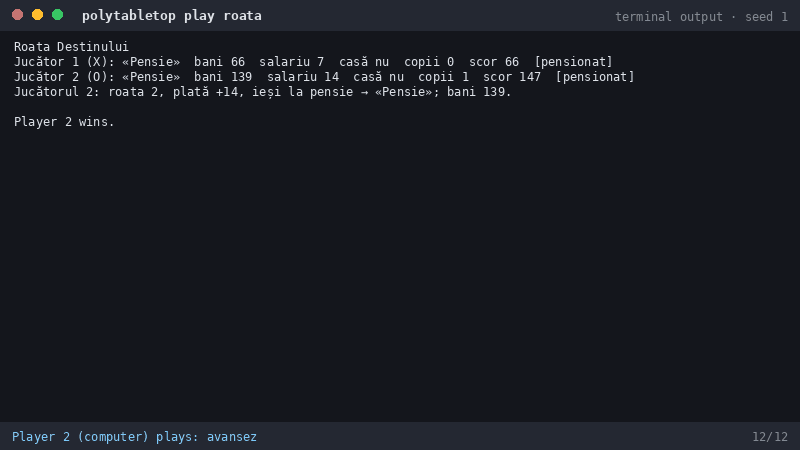 polytabletop play roata
terminal output · seed 1
Roata Destinului
Jucător 1 (X): «Pensie»  bani 66  salariu 7  casă nu  copii 0  scor 66  [pensionat]
Jucător 2 (O): «Pensie»  bani 139  salariu 14  casă nu  copii 1  scor 147  [pensionat]
Jucătorul 2: roata 2, plată +14, ieși la pensie → «Pensie»; bani 139.
Player 2 wins.
Player 2 (computer) plays: avansez
12/12